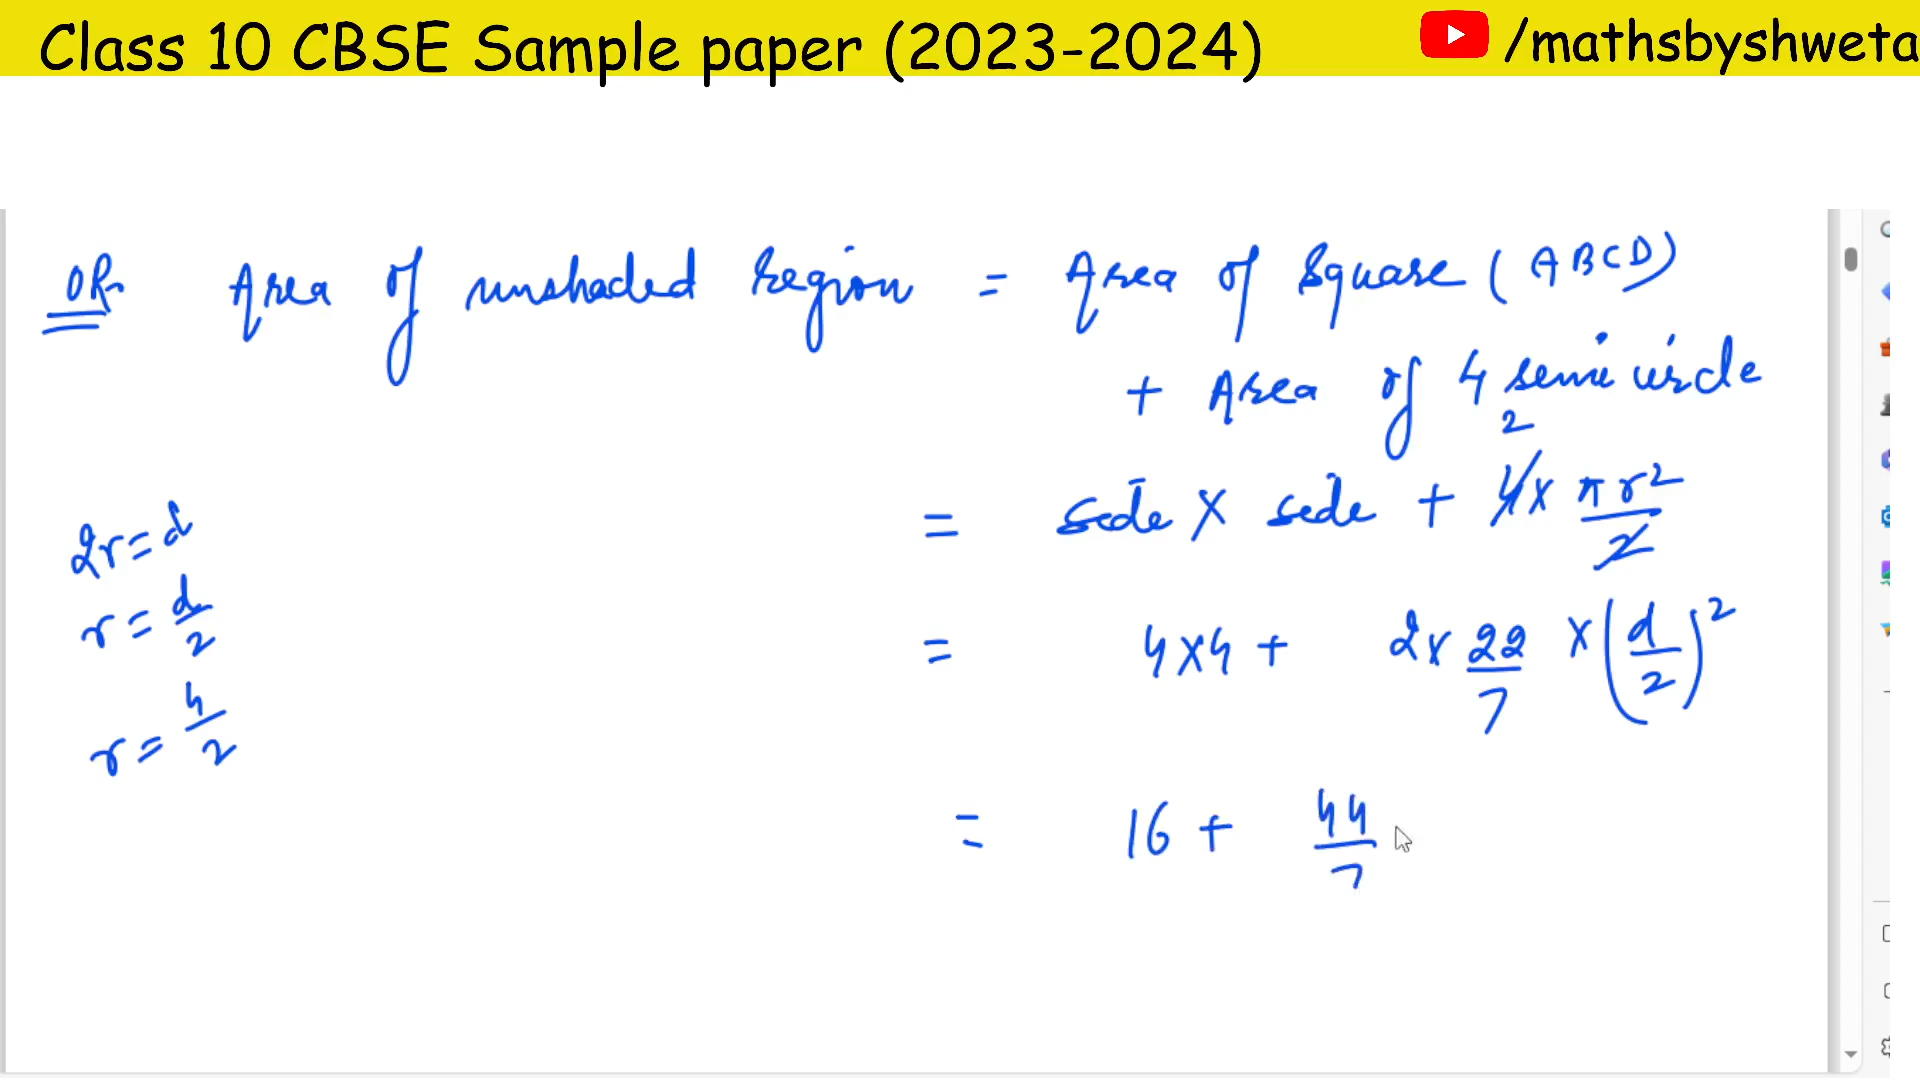 Class 10 CBSE Sample paper (2023-2024)
/mathsbyshweta
OR Area of unshaded region = Area of Square (ABCD)
+ Area of 4 semi circle
= side × side + 4 × πr²/2
2
= 4×4 + 2× 22/7 × (d/2)²
= 16 + 44/7
2r = d
r = d/2
r = 4/2